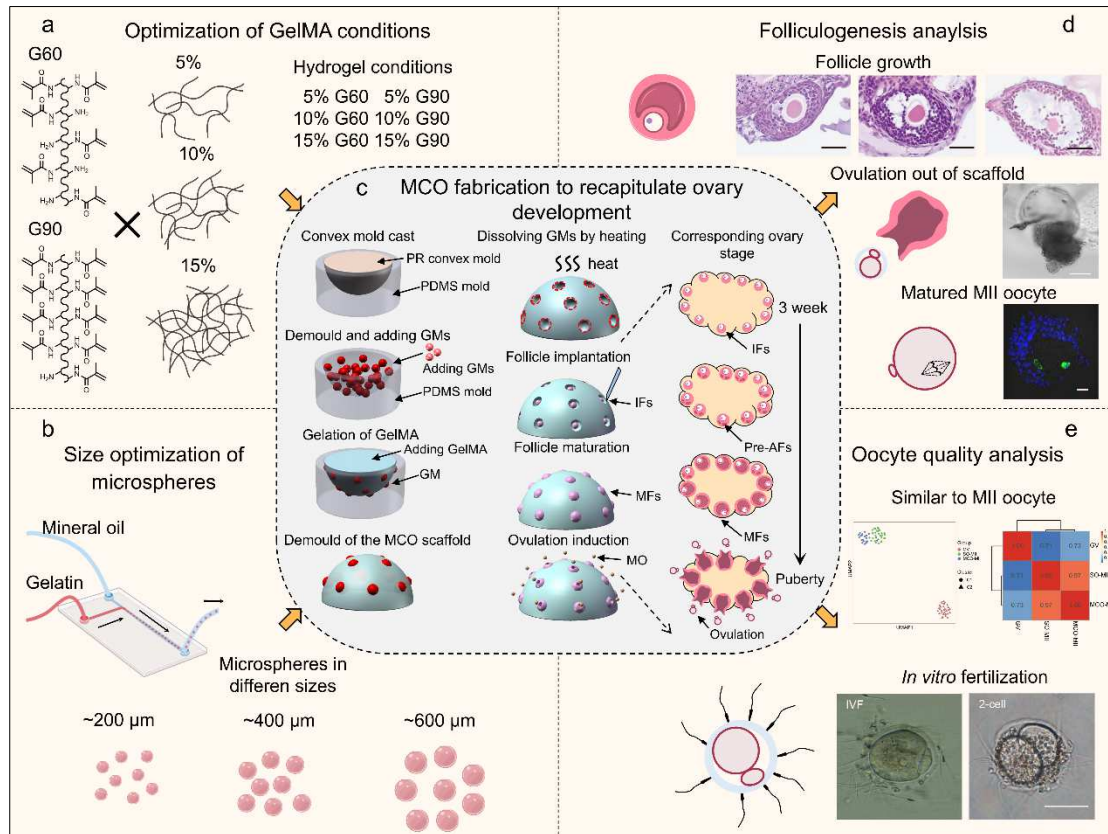 a
Optimization of GelMA conditions
G60
5%
10%
G90
15%
Hydrogel conditions
5% G60 5% G90
10% G60 10% G90
15% G60 15% G90
b
Size optimization of
microspheres
Mineral oil
Gelatin
Microspheres in
differen sizes
~200 μm
~400 μm
~600 μm
c
MCO fabrication to recapitulate ovary
development
Convex mold cast
PR convex mold
PDMS mold
Demould and adding GMs
Adding GMs
PDMS mold
Gelation of GelMA
Adding GelMA
GM
Demould of the MCO scaffold
Dissolving GMs by heating
heat
Follicle implantation
IFs
Follicle maturation
MFs
Ovulation induction
MO
Corresponding ovary
stage
3 week
IFs
Pre-AFs
MFs
Puberty
Ovulation
d
Folliculogenesis anaylsis
Follicle growth
Ovulation out of scaffold
Matured MII oocyte
e
Oocyte quality analysis
Similar to MII oocyte
GV
GV
In vitro fertilization
IVF
2-cell